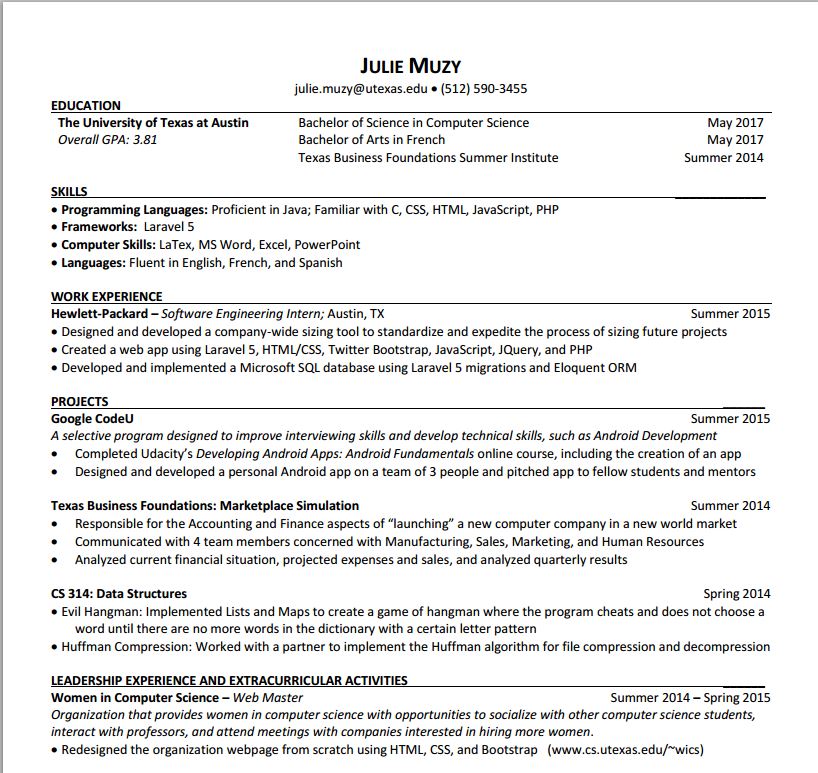 JULIE MUZY
julie.muzy@utexas.edu • (512) 590-3455
EDUCATION
The University of Texas at Austin Bachelor of Science in Computer Science May 2017
Overall GPA: 3.81 Bachelor of Arts in French May 2017
Texas Business Foundations Summer Institute Summer 2014
SKILLS
• Programming Languages: Proficient in Java; Familiar with C, CSS, HTML, JavaScript, PHP
• Frameworks: Laravel 5
• Computer Skills: LaTex, MS Word, Excel, PowerPoint
• Languages: Fluent in English, French, and Spanish
WORK EXPERIENCE
Hewlett-Packard – Software Engineering Intern; Austin, TX Summer 2015
• Designed and developed a company-wide sizing tool to standardize and expedite the process of sizing future projects
• Created a web app using Laravel 5, HTML/CSS, Twitter Bootstrap, JavaScript, JQuery, and PHP
• Developed and implemented a Microsoft SQL database using Laravel 5 migrations and Eloquent ORM
PROJECTS
Google CodeU Summer 2015
A selective program designed to improve interviewing skills and develop technical skills, such as Android Development
• Completed Udacity's Developing Android Apps: Android Fundamentals online course, including the creation of an app
• Designed and developed a personal Android app on a team of 3 people and pitched app to fellow students and mentors
Texas Business Foundations: Marketplace Simulation Summer 2014
• Responsible for the Accounting and Finance aspects of “launching” a new computer company in a new world market
• Communicated with 4 team members concerned with Manufacturing, Sales, Marketing, and Human Resources
• Analyzed current financial situation, projected expenses and sales, and analyzed quarterly results
CS 314: Data Structures Spring 2014
• Evil Hangman: Implemented Lists and Maps to create a game of hangman where the program cheats and does not choose a
word until there are no more words in the dictionary with a certain letter pattern
• Huffman Compression: Worked with a partner to implement the Huffman algorithm for file compression and decompression
LEADERSHIP EXPERIENCE AND EXTRACURRICULAR ACTIVITIES
Women in Computer Science – Web Master Summer 2014 – Spring 2015
Organization that provides women in computer science with opportunities to socialize with other computer science students,
interact with professors, and attend meetings with companies interested in hiring more women.
• Redesigned the organization webpage from scratch using HTML, CSS, and Bootstrap (www.cs.utexas.edu/~wics)